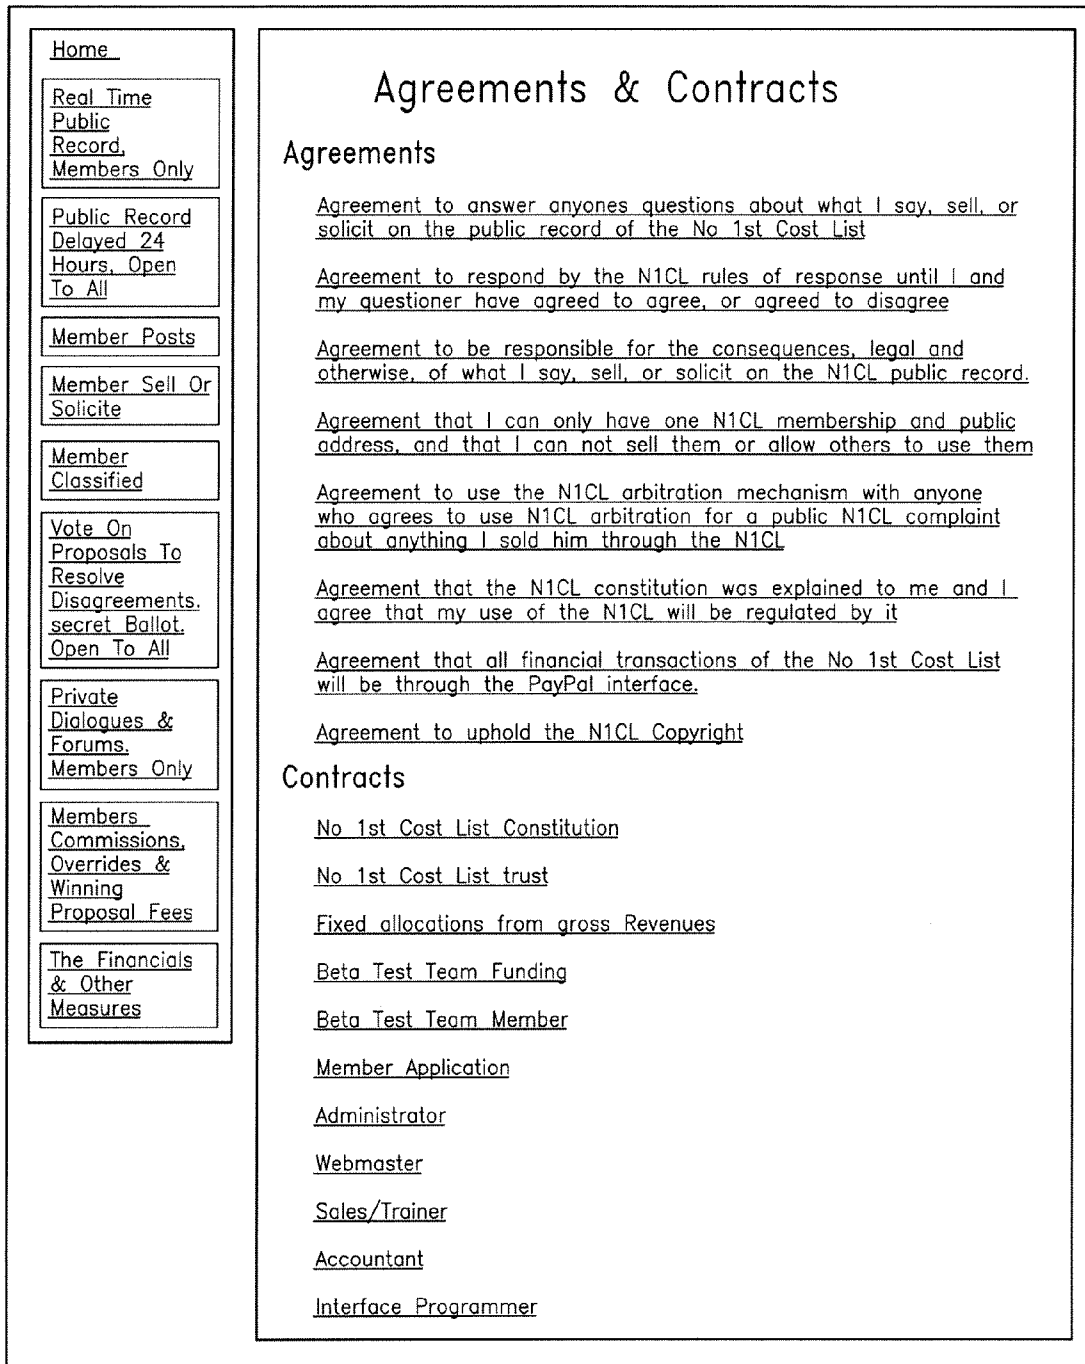 Home
Real Time
Public
Record,
Members Only
Public Record
Delayed 24
Hours, Open
To All
Member Posts
Member Sell Or
Solicite
Member
Classified
Vote On
Proposals To
Resolve
Disagreements.
secret Ballot.
Open To All
Private
Dialogues &
Forums.
Members Only
Members
Commissions,
Overrides &
Winning
Proposal Fees
The Financials
& Other
Measures
Agreements & Contracts
Agreements
Agreement to answer anyones questions about what I say, sell, or
solicit on the public record of the No 1st Cost List
Agreement to respond by the N1CL rules of response until I and
my questioner have agreed to agree, or agreed to disagree
Agreement to be responsible for the consequences, legal and
otherwise, of what I say, sell, or solicit on the N1CL public record.
Agreement that I can only have one N1CL membership and public
address, and that I can not sell them or allow others to use them
Agreement to use the N1CL arbitration mechanism with anyone
who agrees to use N1CL arbitration for a public N1CL complaint
about anything I sold him through the N1CL
Agreement that the N1CL constitution was explained to me and I
agree that my use of the N1CL will be regulated by it
Agreement that all financial transactions of the No 1st Cost List
will be through the PayPal interface.
Agreement to uphold the N1CL Copyright
Contracts
No 1st Cost List Constitution
No 1st Cost List trust
Fixed allocations from gross Revenues
Beta Test Team Funding
Beta Test Team Member
Member Application
Administrator
Webmaster
Sales/Trainer
Accountant
Interface Programmer